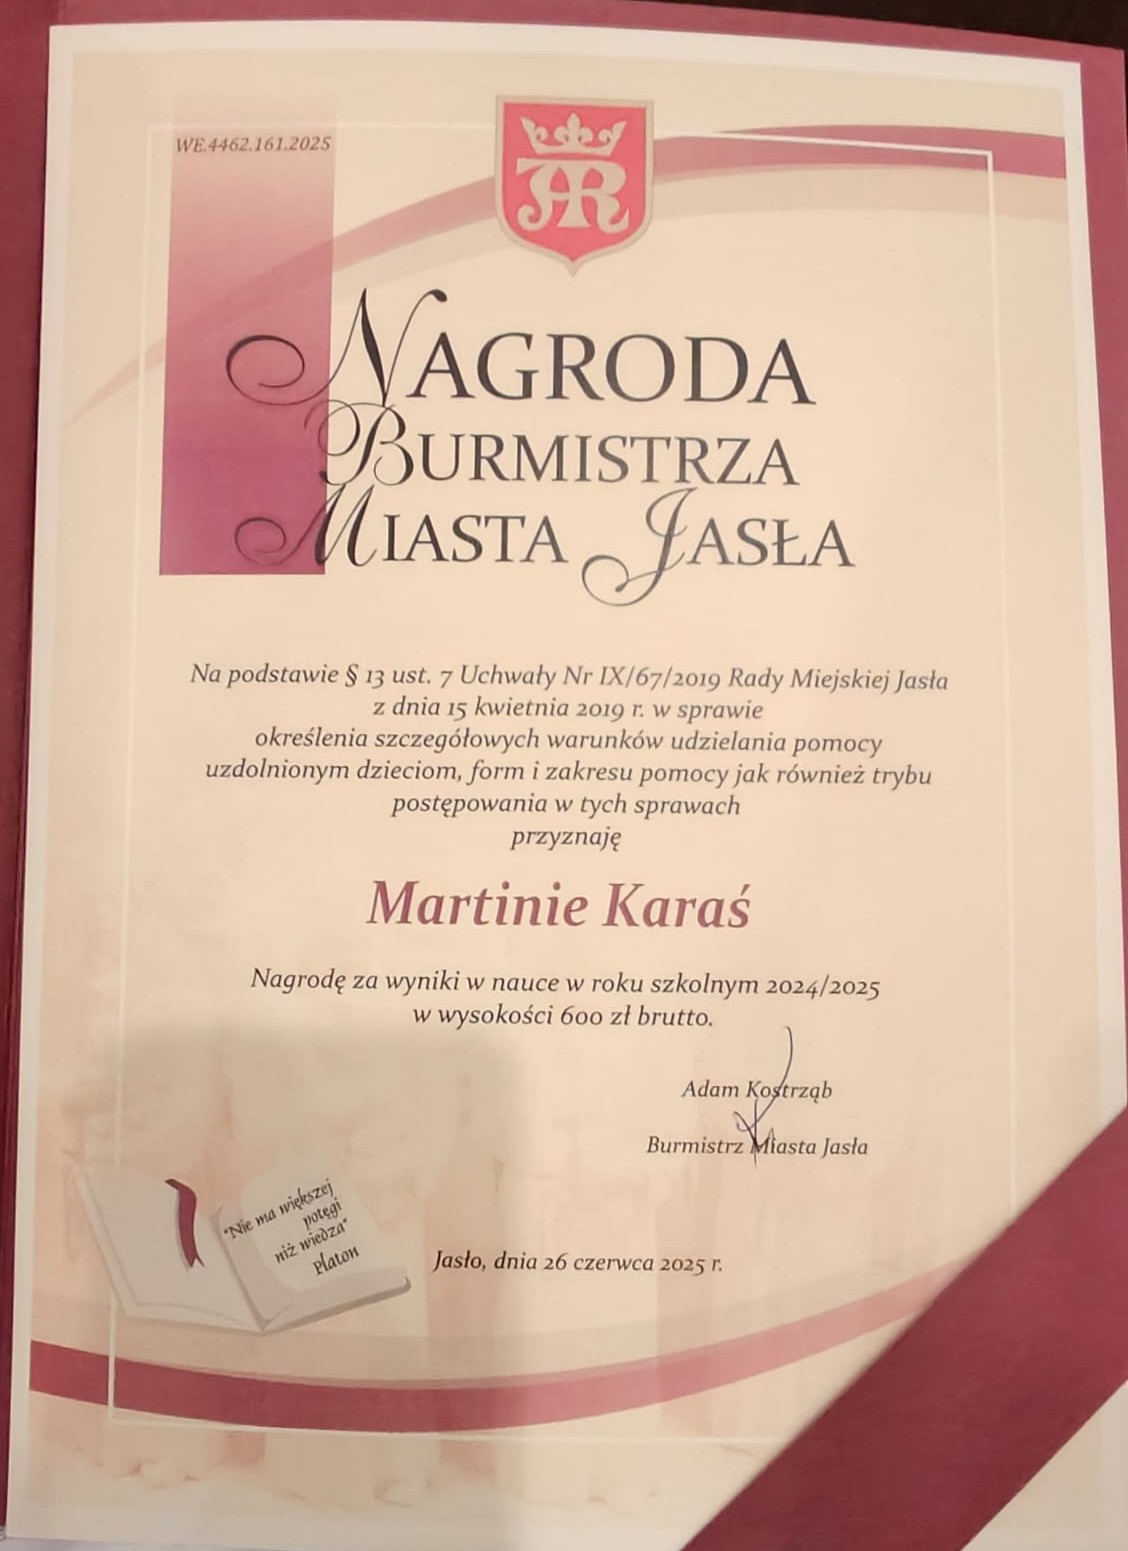 WE.4462.161.2025
AR
NAGRODA
BURMISTRZA
MIASTA JASŁA
Na podstawie § 13 ust. 7 Uchwały Nr IX/67/2019 Rady Miejskiej Jasła
z dnia 15 kwietnia 2019 r. w sprawie
określenia szczegółowych warunków udzielania pomocy
uzdolnionym dzieciom, form i zakresu pomocy jak również trybu
postępowania w tych sprawach
przyznaję
Martinie Karaś
Nagrodę za wyniki w nauce w roku szkolnym 2024/2025
w wysokości 600 zł brutto.
Adam Kostrząb
Burmistrz Miasta Jasła
"Nie ma większej
potęgi
niż wiedza"
Platon
Jasło, dnia 26 czerwca 2025 r.